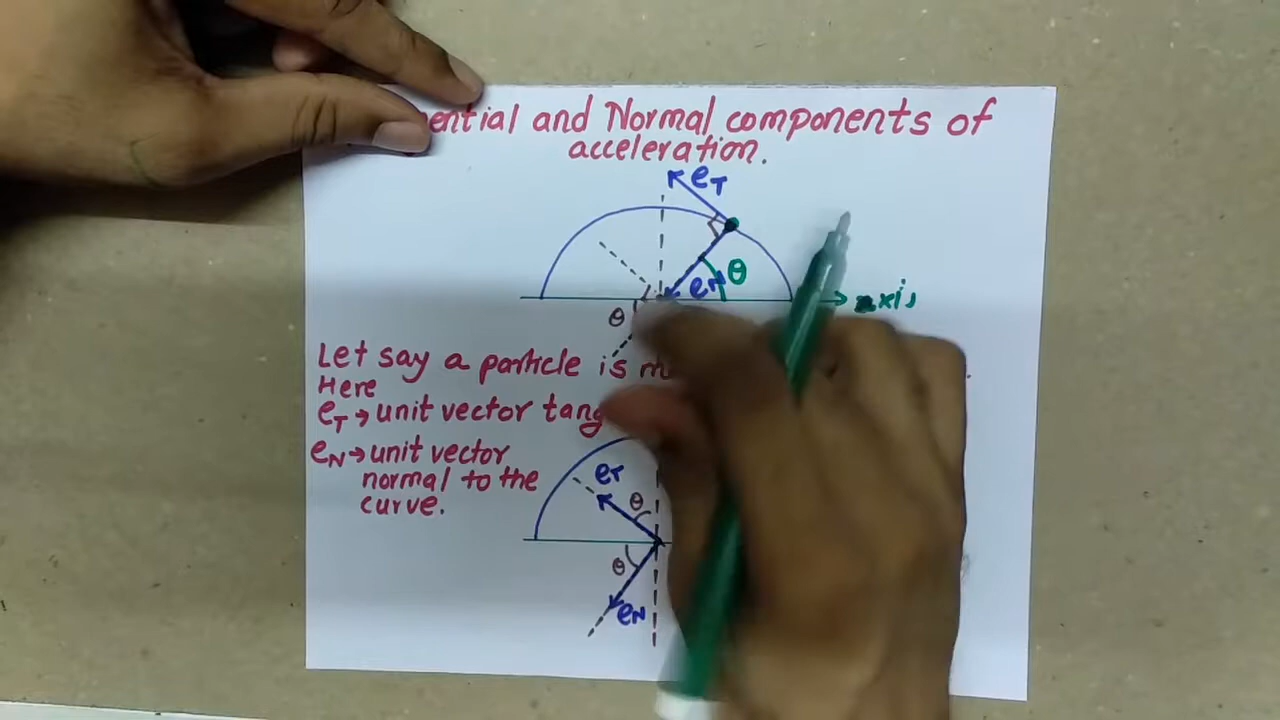 ential and Normal components of
acceleration.
eT
eN
θ
axis
θ
Let say a particle is m
Here
eT → unit vector tang
eN → unit vector
normal to the
curve.
eT
θ
θ
eN